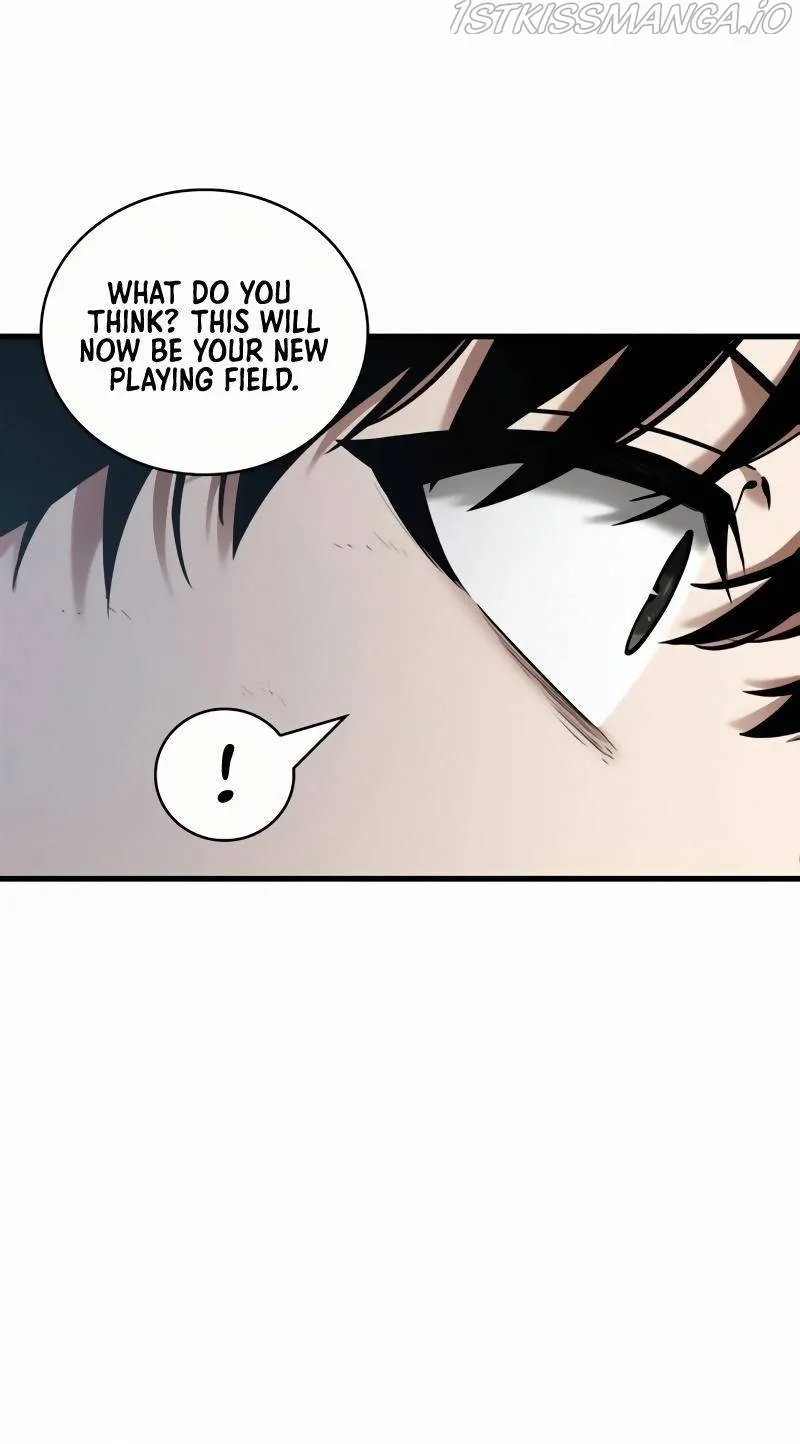 1STKISSMANGA.IO
WHAT DO YOU
THINK? THIS WILL
NOW BE YOUR NEW
PLAYING FIELD.
!